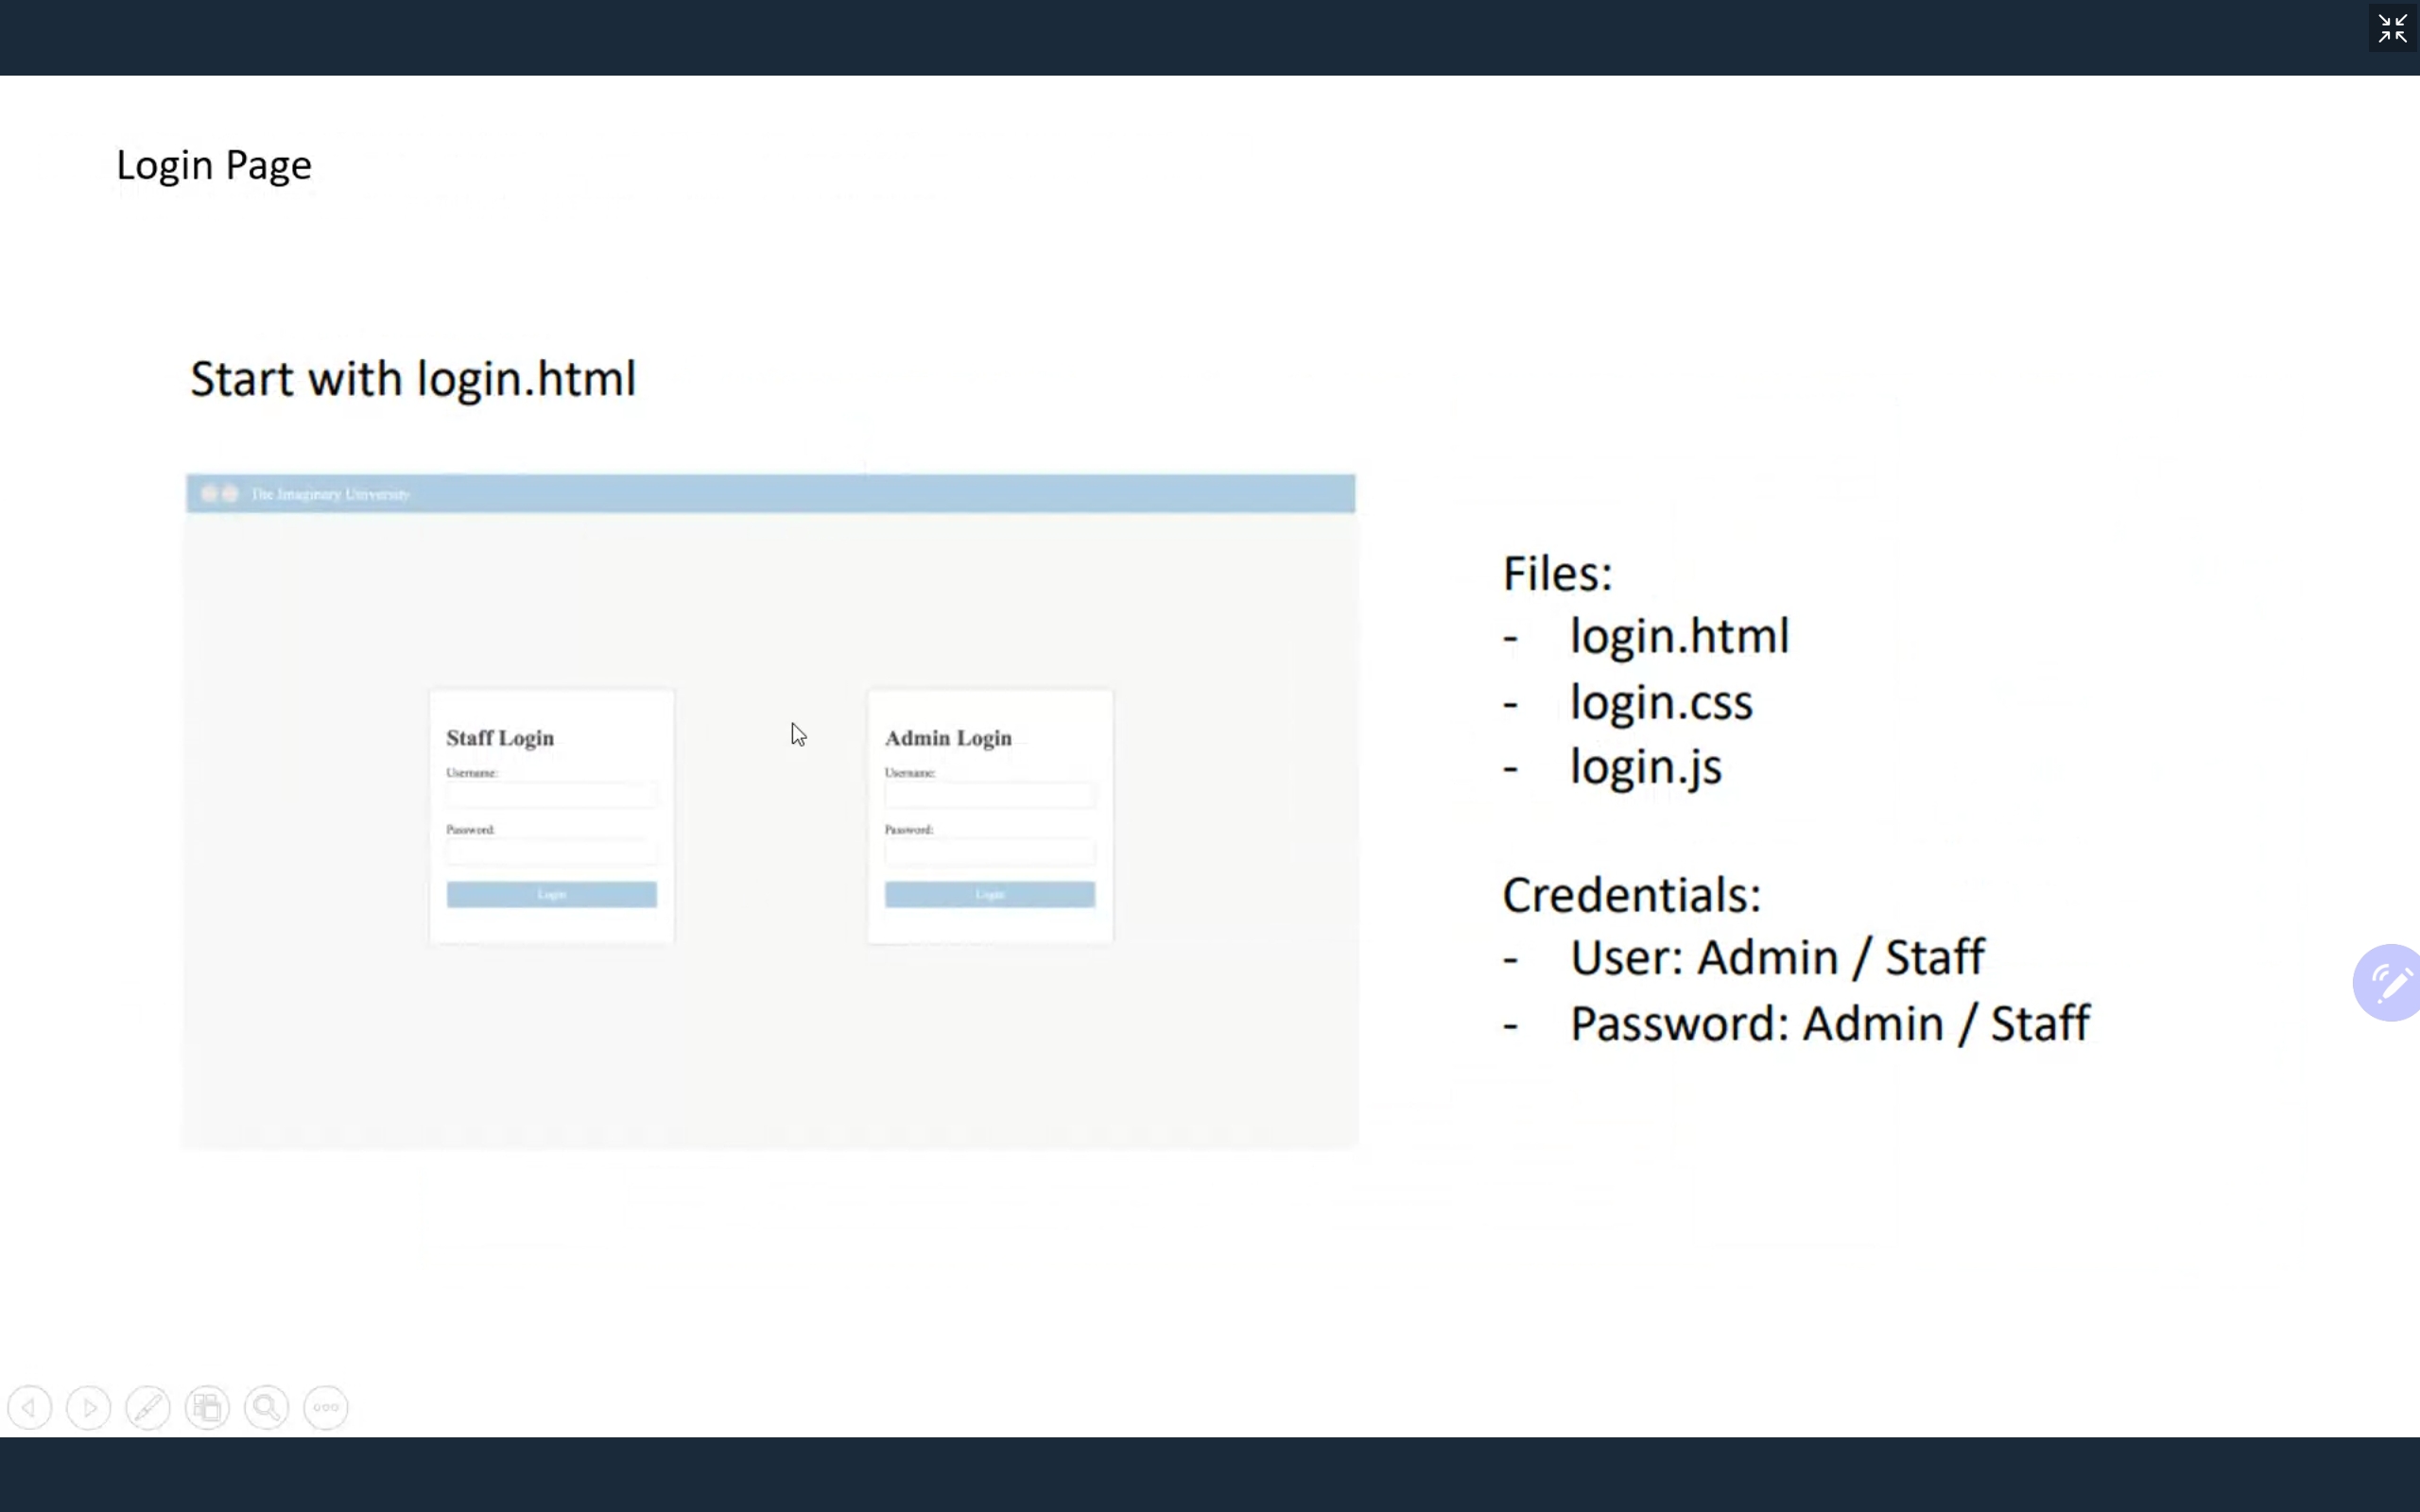 Login Page
Start with login.html
The Imaginary University
Staff Login
Username:
Password:
Login
Admin Login
Username:
Password:
Login
Files:
- login.html
- login.css
- login.js
Credentials:
- User: Admin / Staff
- Password: Admin / Staff